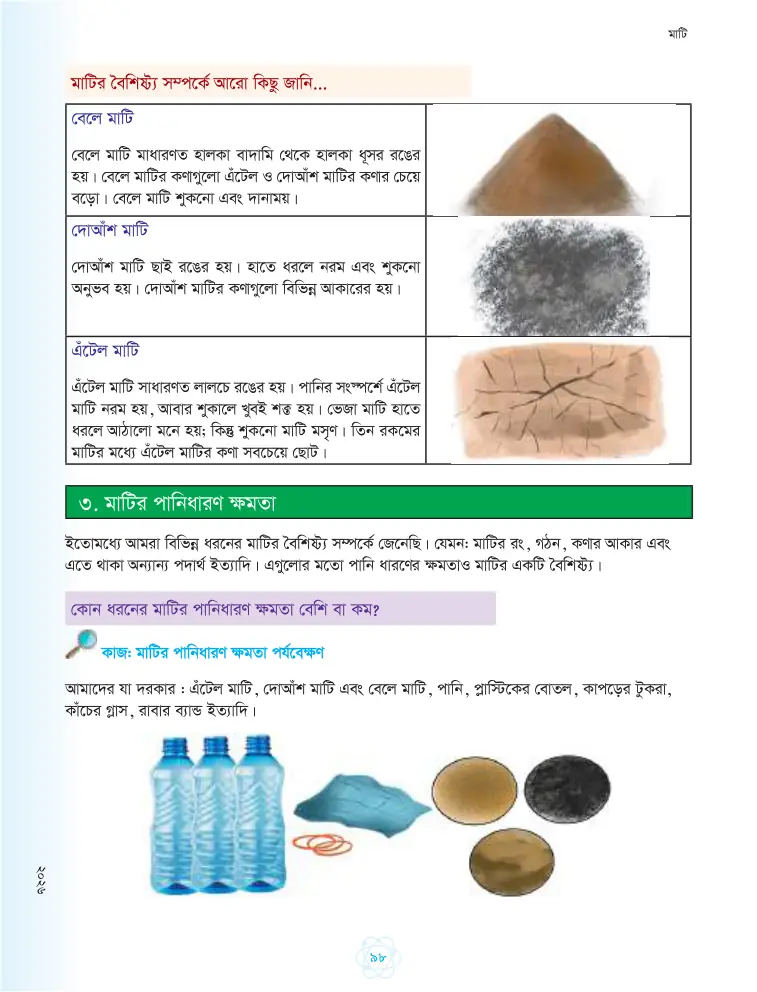 মাটি
মাটির বৈশিষ্ট্য সম্পর্কে আরো কিছু জানি...
বেলে মাটি
বেলে মাটি মাধারণত হালকা বাদামি থেকে হালকা ধূসর রঙের
হয়। বেলে মাটির কণাগুলো এঁটেল ও দোআঁশ মাটির কণার চেয়ে
বড়ো। বেলে মাটি শুকনো এবং দানাময়।
দোআঁশ মাটি
দোআঁশ মাটি ছাই রঙের হয়। হাতে ধরলে নরম এবং শুকনো
অনুভব হয়। দোআঁশ মাটির কণাগুলো বিভিন্ন আকারের হয়।
এঁটেল মাটি
এঁটেল মাটি সাধারণত লালচে রঙের হয়। পানির সংস্পর্শে এঁটেল
মাটি নরম হয়, আবার শুকালে খুবই শক্ত হয়। ভেজা মাটি হাতে
ধরলে আঠালো মনে হয়; কিন্তু শুকনো মাটি মসৃণ। তিন রকমের
মাটির মধ্যে এঁটেল মাটির কণা সবচেয়ে ছোট।
৩. মাটির পানিধারণ ক্ষমতা
ইতোমধ্যে আমরা বিভিন্ন ধরনের মাটির বৈশিষ্ট্য সম্পর্কে জেনেছি। যেমন: মাটির রং, গঠন, কণার আকার এবং
এতে থাকা অন্যান্য পদার্থ ইত্যাদি। এগুলোর মতো পানি ধারণের ক্ষমতাও মাটির একটি বৈশিষ্ট্য।
কোন ধরনের মাটির পানিধারণ ক্ষমতা বেশি বা কম?
কাজ: মাটির পানিধারণ ক্ষমতা পর্যবেক্ষণ
আমাদের যা দরকার : এঁটেল মাটি, দোআঁশ মাটি এবং বেলে মাটি, পানি, প্লাস্টিকের বোতল, কাপড়ের টুকরা,
কাঁচের গ্লাস, রাবার ব্যান্ড ইত্যাদি।
২০২৬
৯৮